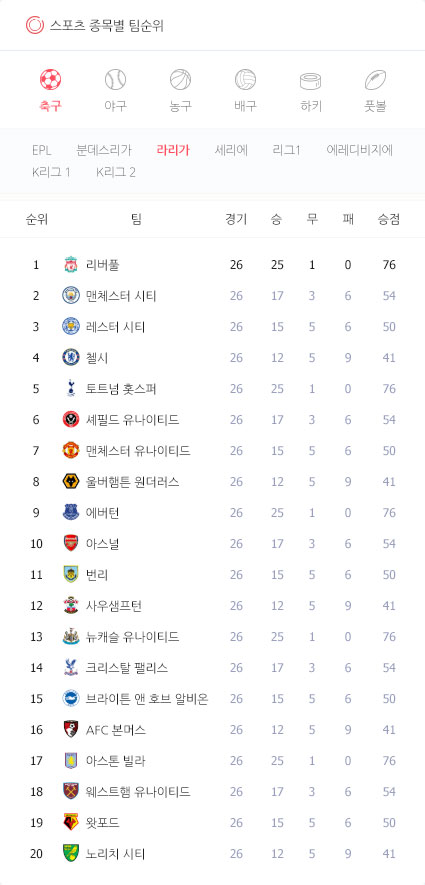 스포츠 종목별 팀순위
축구 야구 농구 배구 하키 풋볼
EPL 분데스리가 라리가 세리에 리그1 에레디비지에
K리그 1 K리그 2
순위 팀 경기 승 무 패 승점
1 리버풀 26 25 1 0 76
2 맨체스터 시티 26 17 3 6 54
3 레스터 시티 26 15 5 6 50
4 첼시 26 12 5 9 41
5 토트넘 홋스퍼 26 25 1 0 76
6 셰필드 유나이티드 26 17 3 6 54
7 맨체스터 유나이티드 26 15 5 6 50
8 울버햄튼 원더러스 26 12 5 9 41
9 에버턴 26 25 1 0 76
10 아스널 26 17 3 6 54
11 번리 26 15 5 6 50
12 사우샘프턴 26 12 5 9 41
13 뉴캐슬 유나이티드 26 25 1 0 76
14 크리스탈 팰리스 26 17 3 6 54
15 브라이튼 앤 호브 알비온 26 15 5 6 50
16 AFC 본머스 26 12 5 9 41
17 아스톤 빌라 26 25 1 0 76
18 웨스트햄 유나이티드 26 17 3 6 54
19 왓포드 26 15 5 6 50
20 노리치 시티 26 12 5 9 41